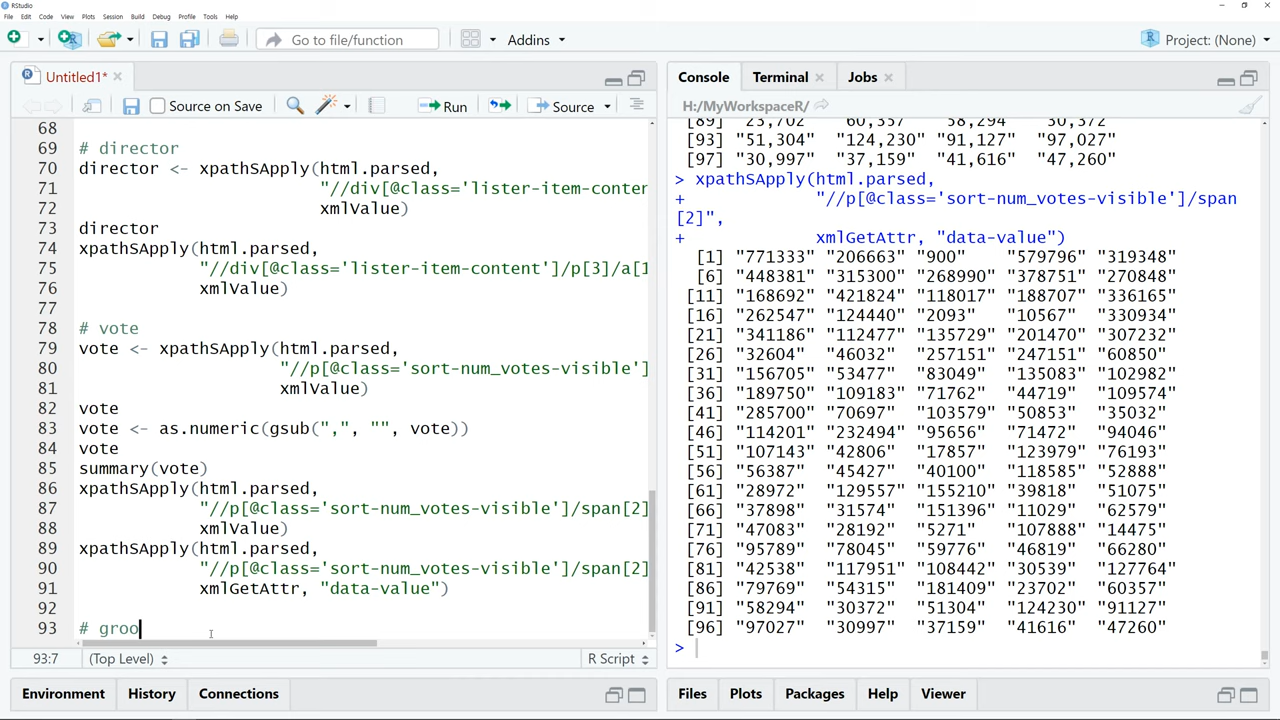 RStudio
File Edit Code View Plots Session Build Debug Profile Tools Help
Go to file/function Addins Project: (None)
Untitled1*
Source on Save Run Source
68
69 # director
70 director <- xpathSApply(html.parsed,
71 "//div[@class='lister-item-conter
72 xmlValue)
73 director
74 xpathSApply(html.parsed,
75 "//div[@class='lister-item-content']/p[3]/a[1
76 xmlValue)
77
78 # vote
79 vote <- xpathSApply(html.parsed,
80 "//p[@class='sort-num_votes-visible']
81 xmlValue)
82 vote
83 vote <- as.numeric(gsub(",", "", vote))
84 vote
85 summary(vote)
86 xpathSApply(html.parsed,
87 "//p[@class='sort-num_votes-visible']/span[2]
88 xmlValue)
89 xpathSApply(html.parsed,
90 "//p[@class='sort-num_votes-visible']/span[2]
91 xmlGetAttr, "data-value")
92
93 # groo
93:7 (Top Level) R Script
Environment History Connections
Console Terminal Jobs
H:/MyWorkspaceR/
[89] "23,702" "60,357" "58,294" "30,372"
[93] "51,304" "124,230" "91,127" "97,027"
[97] "30,997" "37,159" "41,616" "47,260"
> xpathSApply(html.parsed,
+ "//p[@class='sort-num_votes-visible']/span
[2]",
+ xmlGetAttr, "data-value")
[1] "771333" "206663" "900" "579796" "319348"
[6] "448381" "315300" "268990" "378751" "270848"
[11] "168692" "421824" "118017" "188707" "336165"
[16] "262547" "124440" "2093" "10567" "330934"
[21] "341186" "112477" "135729" "201470" "307232"
[26] "32604" "46032" "257151" "247151" "60850"
[31] "156705" "53477" "83049" "135083" "102982"
[36] "189750" "109183" "71762" "44719" "109574"
[41] "285700" "70697" "103579" "50853" "35032"
[46] "114201" "232494" "95656" "71472" "94046"
[51] "107143" "42806" "17857" "123979" "76193"
[56] "56387" "45427" "40100" "118585" "52888"
[61] "28972" "129557" "155210" "39818" "51075"
[66] "37898" "31574" "151396" "11029" "62579"
[71] "47083" "28192" "5271" "107888" "14475"
[76] "95789" "78045" "59776" "46819" "66280"
[81] "42538" "117951" "108442" "30539" "127764"
[86] "79769" "54315" "181409" "23702" "60357"
[91] "58294" "30372" "51304" "124230" "91127"
[96] "97027" "30997" "37159" "41616" "47260"
>
Files Plots Packages Help Viewer